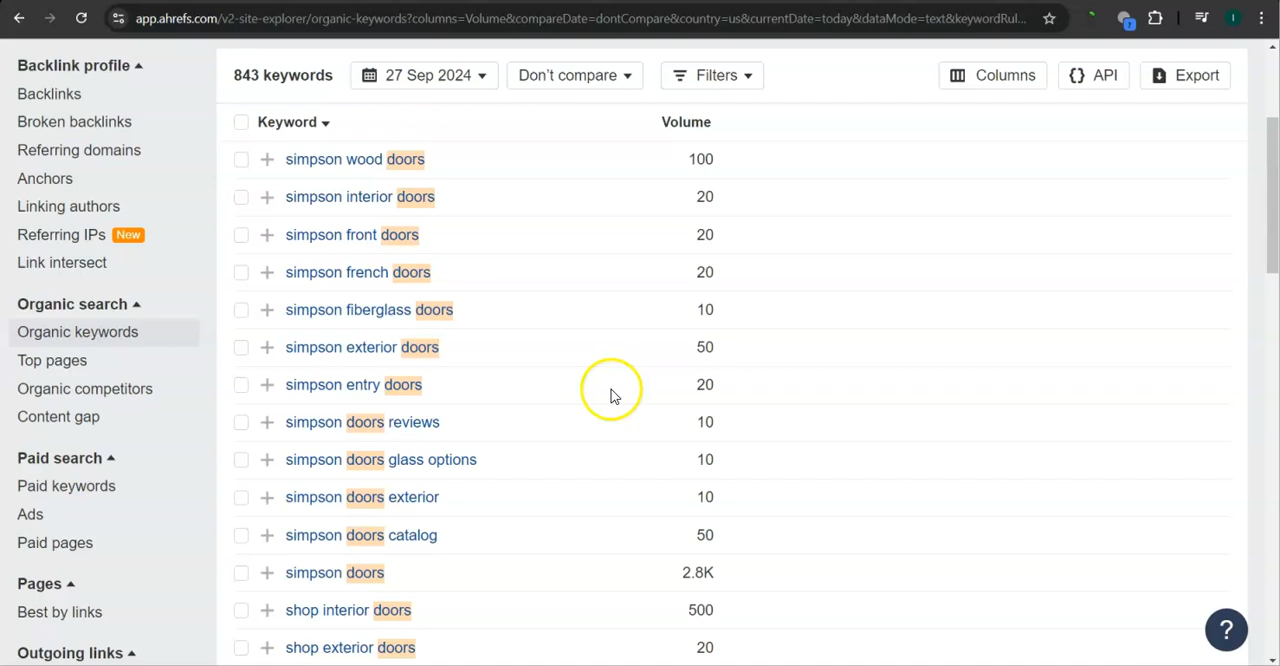 app.ahrefs.com/v2-site-explorer/organic-keywords?columns=Volume&compareDate=dontCompare&country=us&currentDate=today&dataMode=text&keywordRul...
Backlink profile
Backlinks
Broken backlinks
Referring domains
Anchors
Linking authors
Referring IPs New
Link intersect
Organic search
Organic keywords
Top pages
Organic competitors
Content gap
Paid search
Paid keywords
Ads
Paid pages
Pages
Best by links
Outgoing links
843 keywords 27 Sep 2024 Don't compare Filters Columns {} API Export
Keyword Volume
simpson wood doors 100
simpson interior doors 20
simpson front doors 20
simpson french doors 20
simpson fiberglass doors 10
simpson exterior doors 50
simpson entry doors 20
simpson doors reviews 10
simpson doors glass options 10
simpson doors exterior 10
simpson doors catalog 50
simpson doors 2.8K
shop interior doors 500
shop exterior doors 20
?